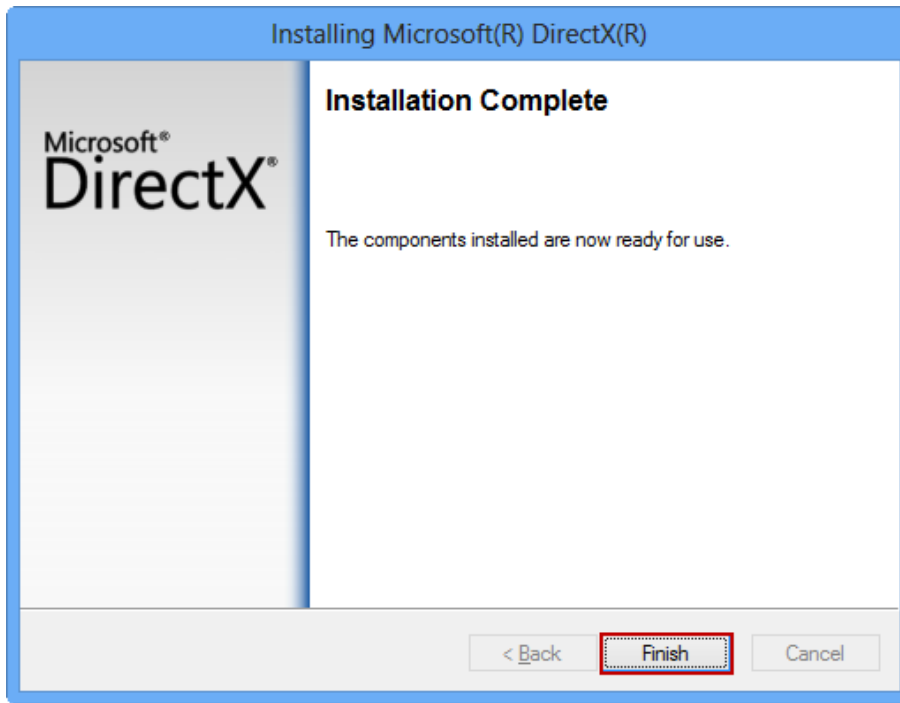 Installing Microsoft(R) DirectX(R)
Installation Complete
Microsoft®
DirectX®
The components installed are now ready for use.
< Back
Finish
Cancel